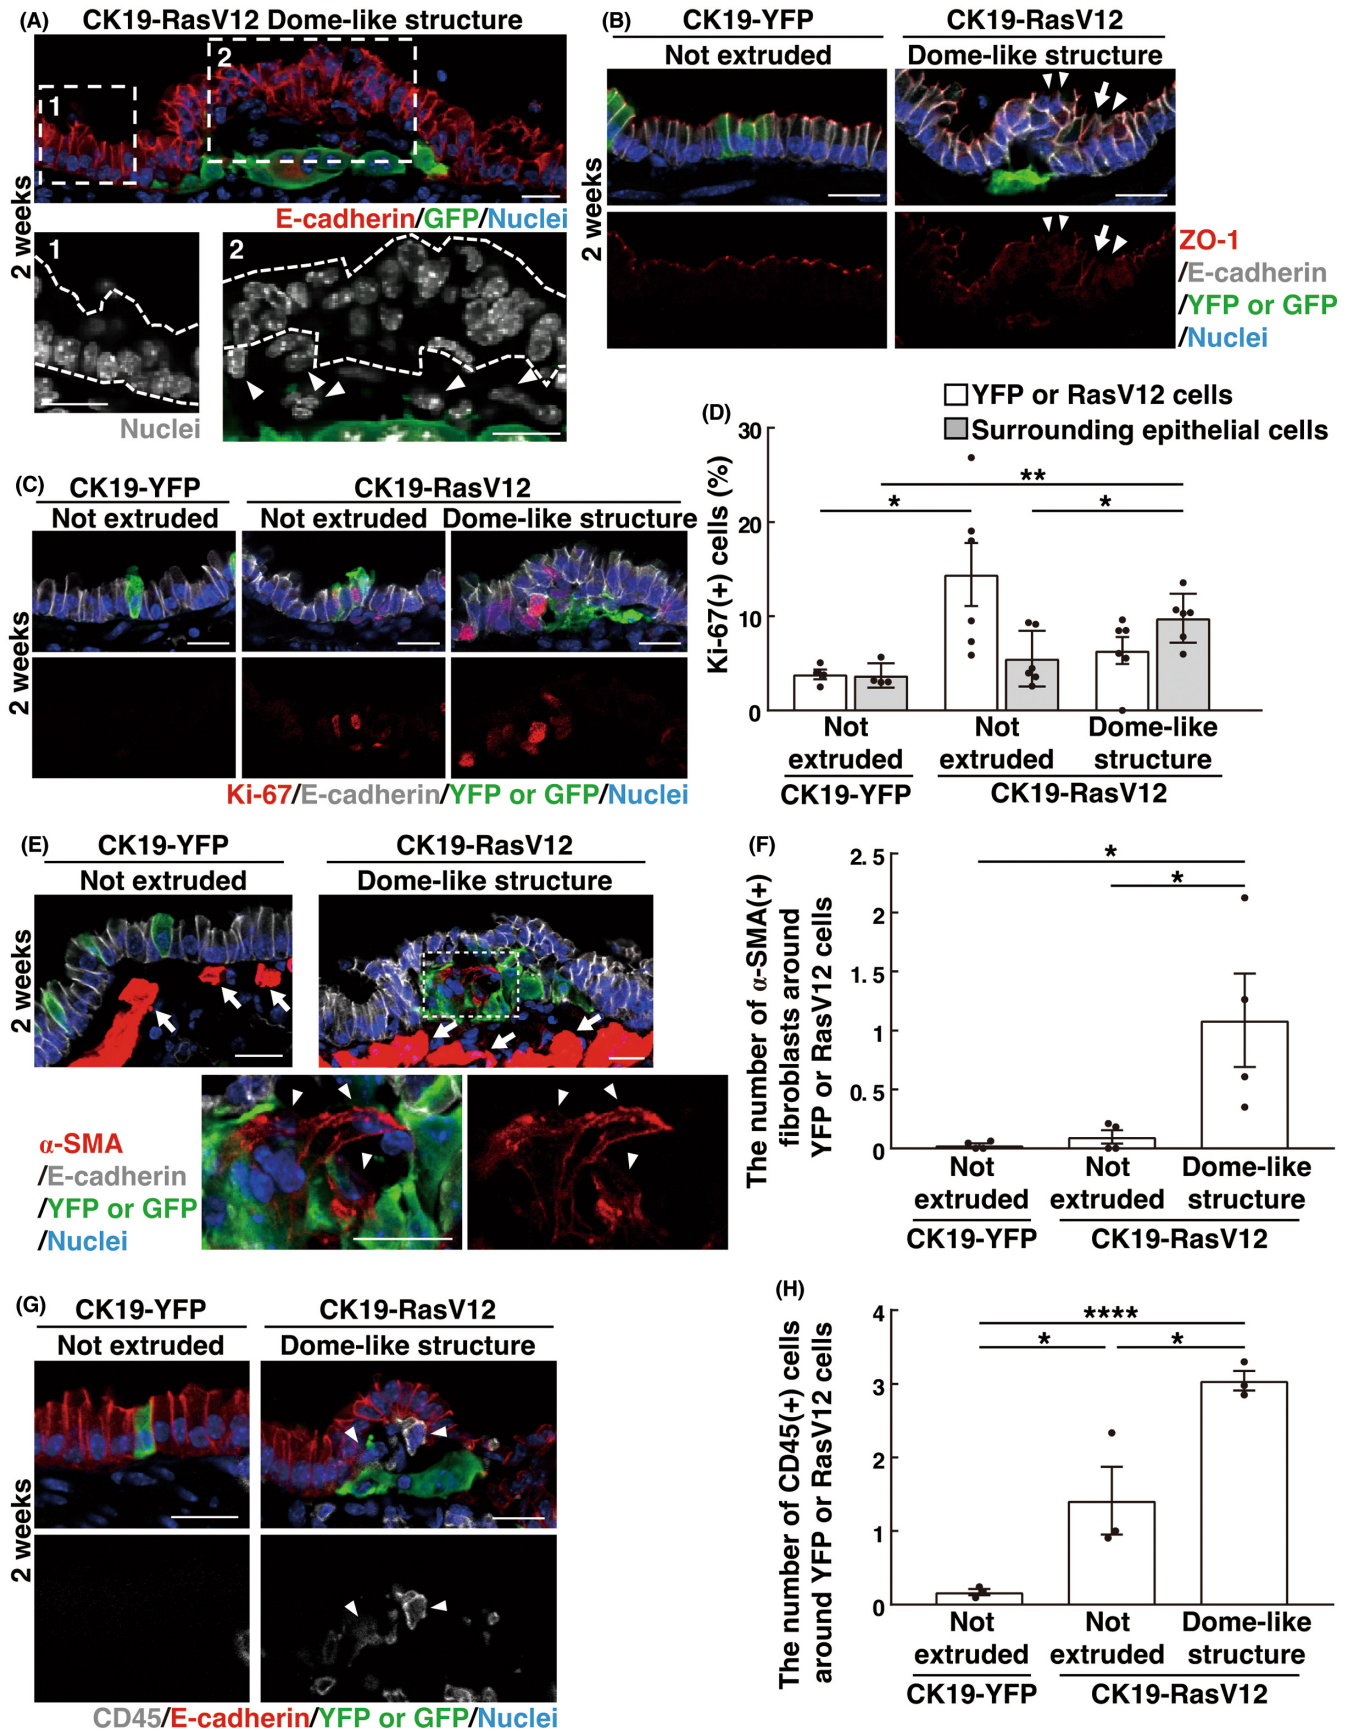 (A) CK19-RasV12 Dome-like structure
1
2
2 weeks
E-cadherin/GFP/Nuclei
1
2
Nuclei
(B) CK19-YFP CK19-RasV12
Not extruded Dome-like structure
2 weeks
ZO-1
/E-cadherin
/YFP or GFP
/Nuclei
(C) CK19-YFP CK19-RasV12
Not extruded Not extruded Dome-like structure
2 weeks
Ki-67/E-cadherin/YFP or GFP/Nuclei
(D)
YFP or RasV12 cells
Surrounding epithelial cells
Ki-67(+) cells (%)
30
20
10
0
**
* *
Not extruded
Not extruded
Dome-like structure
CK19-YFP CK19-RasV12
(E) CK19-YFP CK19-RasV12
Not extruded Dome-like structure
2 weeks
α-SMA
/E-cadherin
/YFP or GFP
/Nuclei
(F)
The number of α-SMA(+)
fibroblasts around
YFP or RasV12 cells
2.5
2
1.5
1
0.5
0
*
*
Not extruded
Not extruded
Dome-like structure
CK19-YFP CK19-RasV12
(G) CK19-YFP CK19-RasV12
Not extruded Dome-like structure
2 weeks
CD45/E-cadherin/YFP or GFP/Nuclei
(H)
The number of CD45(+) cells
around YFP or RasV12 cells
4
3
2
1
0
****
* *
Not extruded
Not extruded
Dome-like structure
CK19-YFP CK19-RasV12